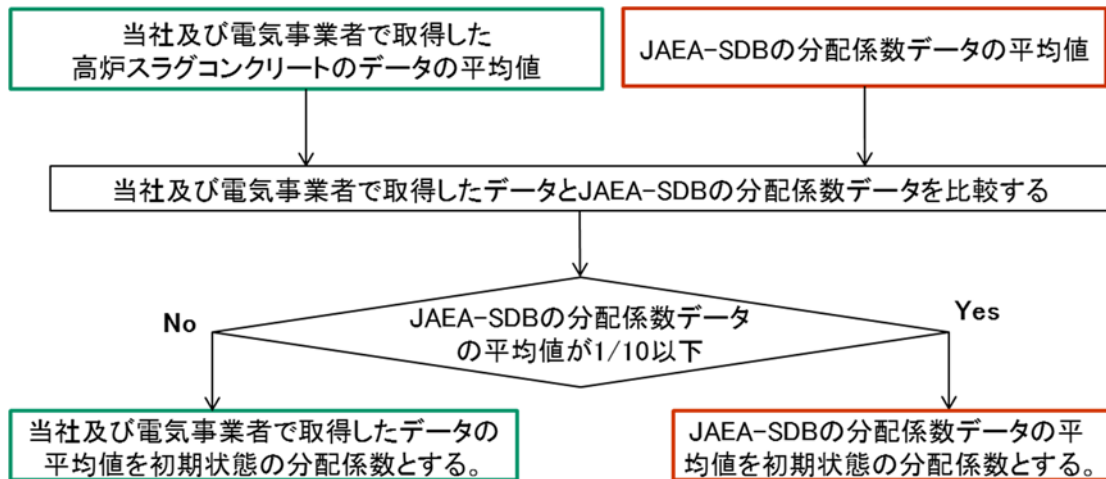 当社及び電気事業者で取得した
高炉スラグコンクリートのデータの平均値
JAEA-SDBの分配係数データの平均値
当社及び電気事業者で取得したデータとJAEA-SDBの分配係数データを比較する
No
JAEA-SDBの分配係数データ
の平均値が1/10以下
Yes
当社及び電気事業者で取得したデータの
平均値を初期状態の分配係数とする。
JAEA-SDBの分配係数データの平
均値を初期状態の分配係数とする。